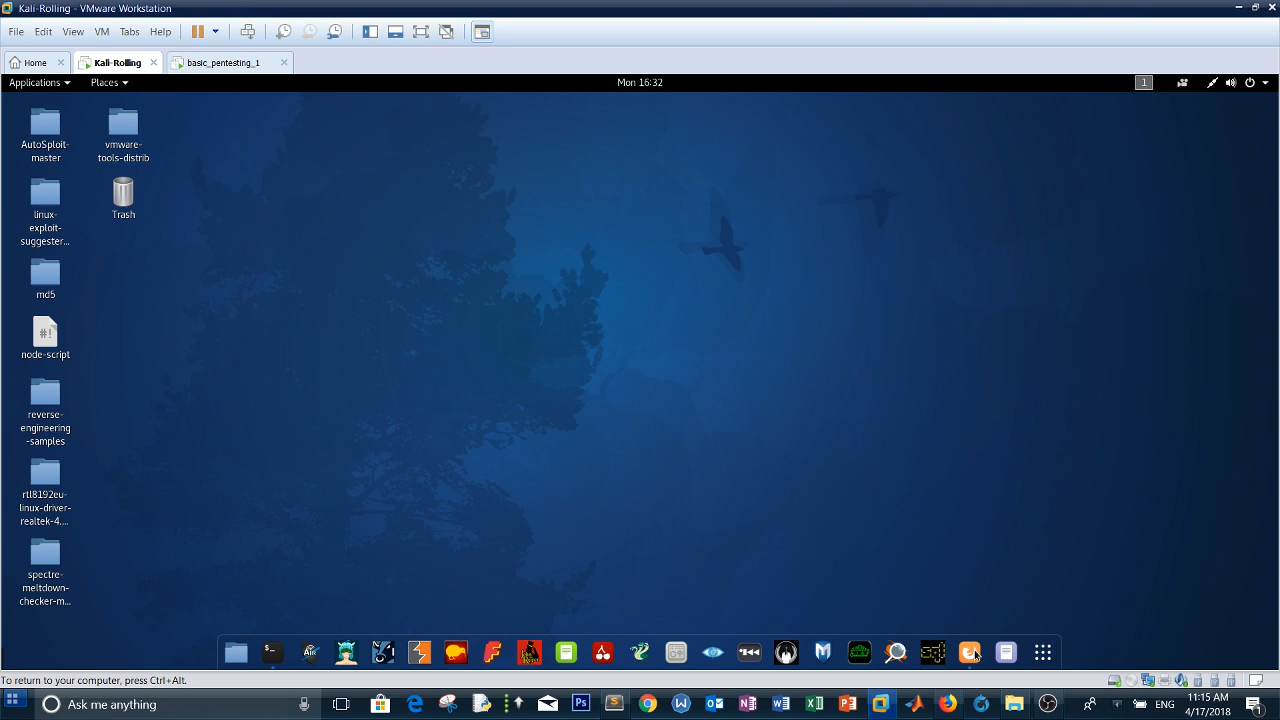 Kali-Rolling - VMware Workstation
File Edit View VM Tabs Help
Home Kali-Rolling basic_pentesting_1
Applications Places Mon 16:32 1
AutoSploit-
master
vmware-
tools-distrib
Trash
linux-
exploit-
suggester...
md5
node-script
reverse-
engineering
-samples
rtl8192eu-
linux-driver-
realtek-4....
spectre-
meltdown-
checker-m...
To return to your computer, press Ctrl+Alt.
Ask me anything
ENG
11:15 AM
4/17/2018